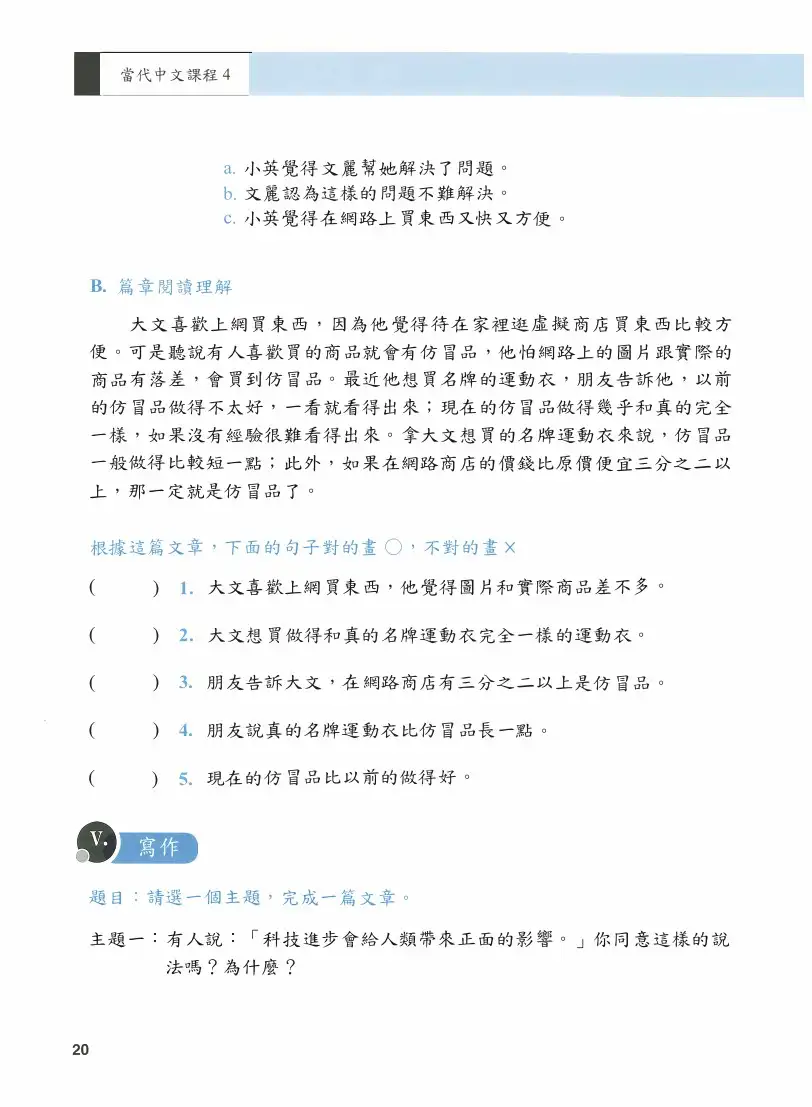 當代中文課程 4
a. 小英覺得文麗幫她解決了問題。
b. 文麗認為這樣的問題不難解決。
c. 小英覺得在網路上買東西又快又方便。
B. 篇章閱讀理解
大文喜歡上網買東西，因為他覺得待在家裡逛虛擬商店買東西比較方
便。可是聽說有人喜歡買的商品就會有仿冒品，他怕網路上的圖片跟實際的
商品有落差，會買到仿冒品。最近他想買名牌的運動衣，朋友告訴他，以前
的仿冒品做得不太好，一看就看得出來；現在的仿冒品做得幾乎和真的完全
一樣，如果沒有經驗很難看得出來。拿大文想買的名牌運動衣來說，仿冒品
一般做得比較短一點；此外，如果在網路商店的價錢比原價便宜三分之二以
上，那一定就是仿冒品了。
根據這篇文章，下面的句子對的畫○，不對的畫×
(　　) 1. 大文喜歡上網買東西，他覺得圖片和實際商品差不多。
(　　) 2. 大文想買做得和真的名牌運動衣完全一樣的運動衣。
(　　) 3. 朋友告訴大文，在網路商店有三分之二以上是仿冒品。
(　　) 4. 朋友說真的名牌運動衣比仿冒品長一點。
(　　) 5. 現在的仿冒品比以前的做得好。
V. 寫作
題目：請選一個主題，完成一篇文章。
主題一：有人說：「科技進步會給人類帶來正面的影響。」你同意這樣的說
法嗎？為什麼？
20